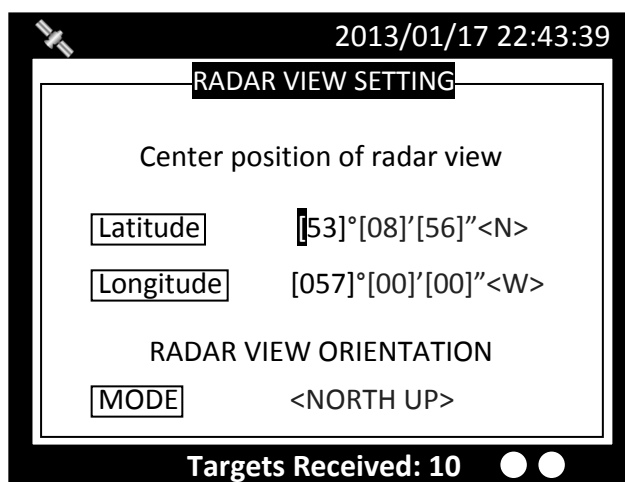 2013/01/17 22:43:39
RADAR VIEW SETTING
Center position of radar view
Latitude [53]°[08]’[56]”<N>
Longitude [057]°[00]’[00]”<W>
RADAR VIEW ORIENTATION
MODE <NORTH UP>
Targets Received: 10